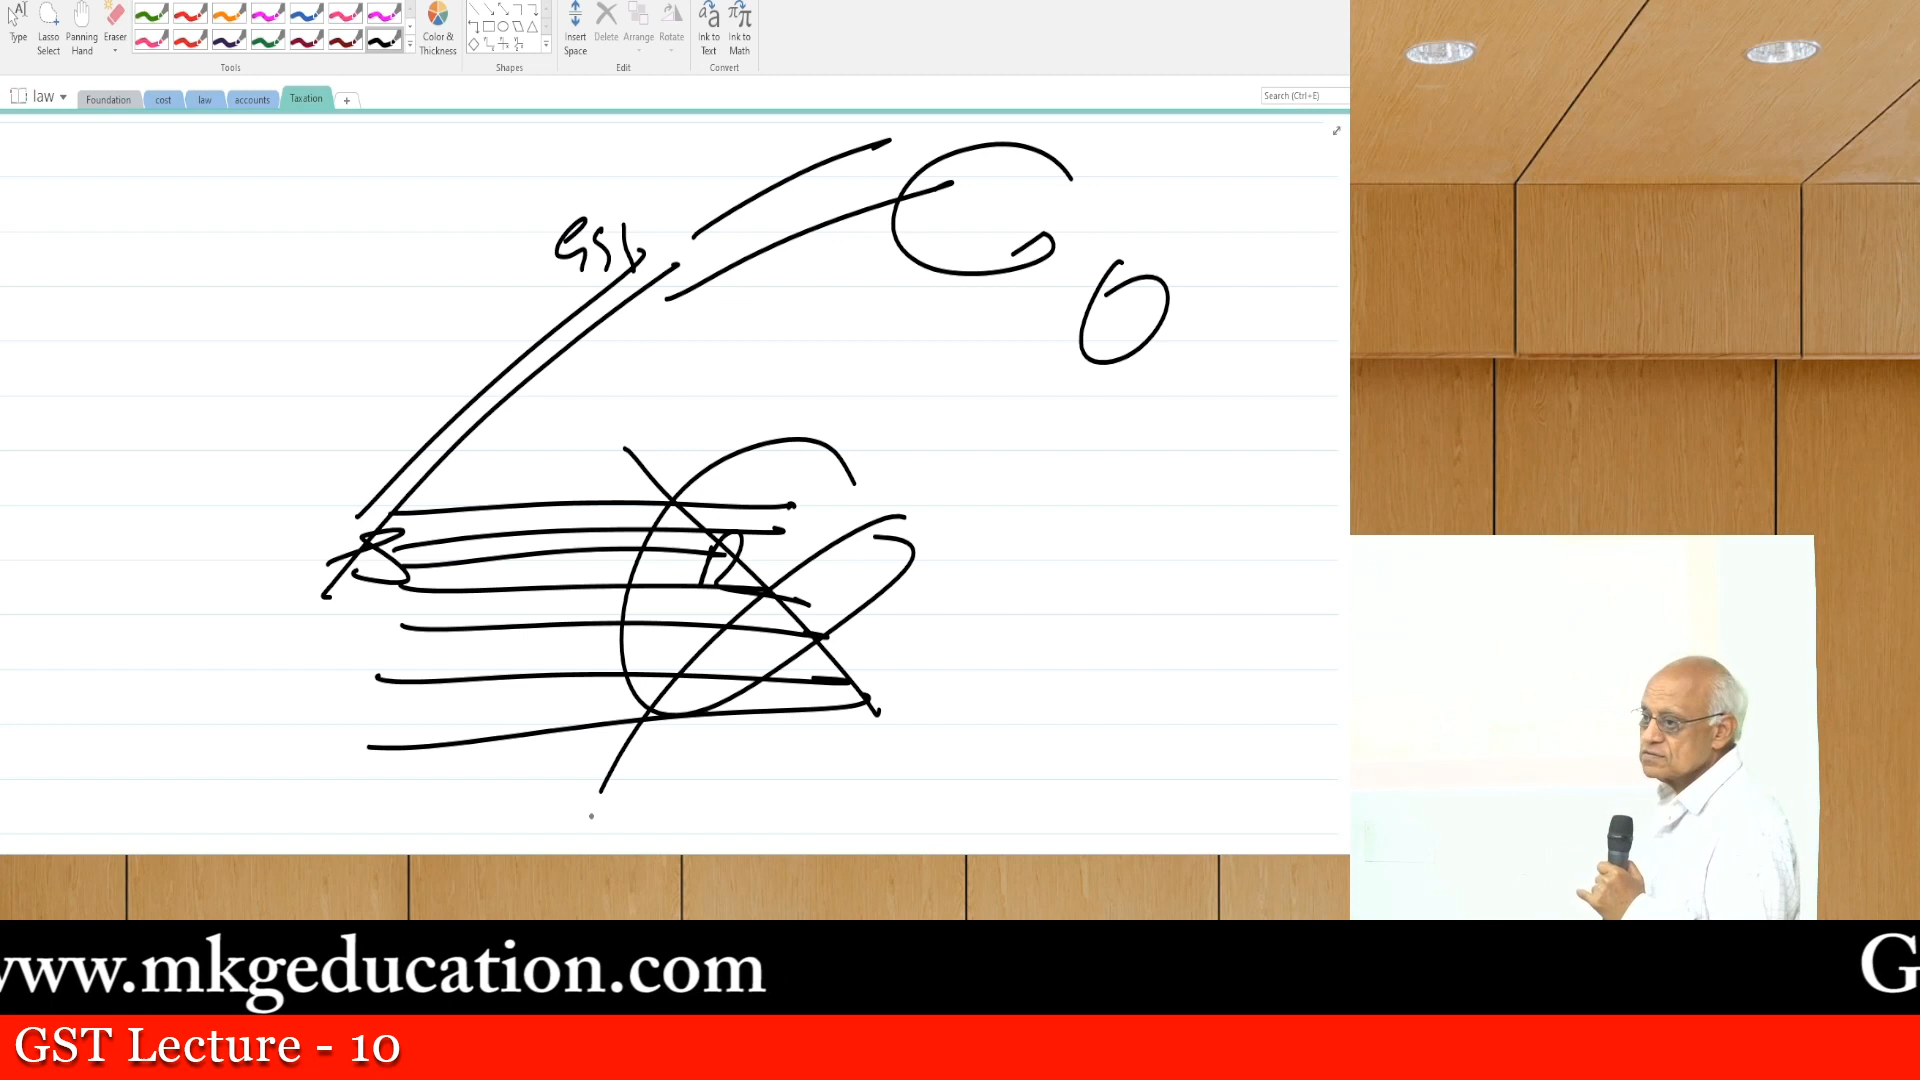 Type
Lasso Select
Panning Hand
Eraser
Color & Thickness
Insert Space
Delete
Arrange
Rotate
Ink to Text
Ink to Math
Tools
Shapes
Edit
Convert
law
Foundation
cost
law
accounts
Taxation
+
Search (Ctrl+E)
GST
www.mkgeducation.com
G
GST Lecture - 10